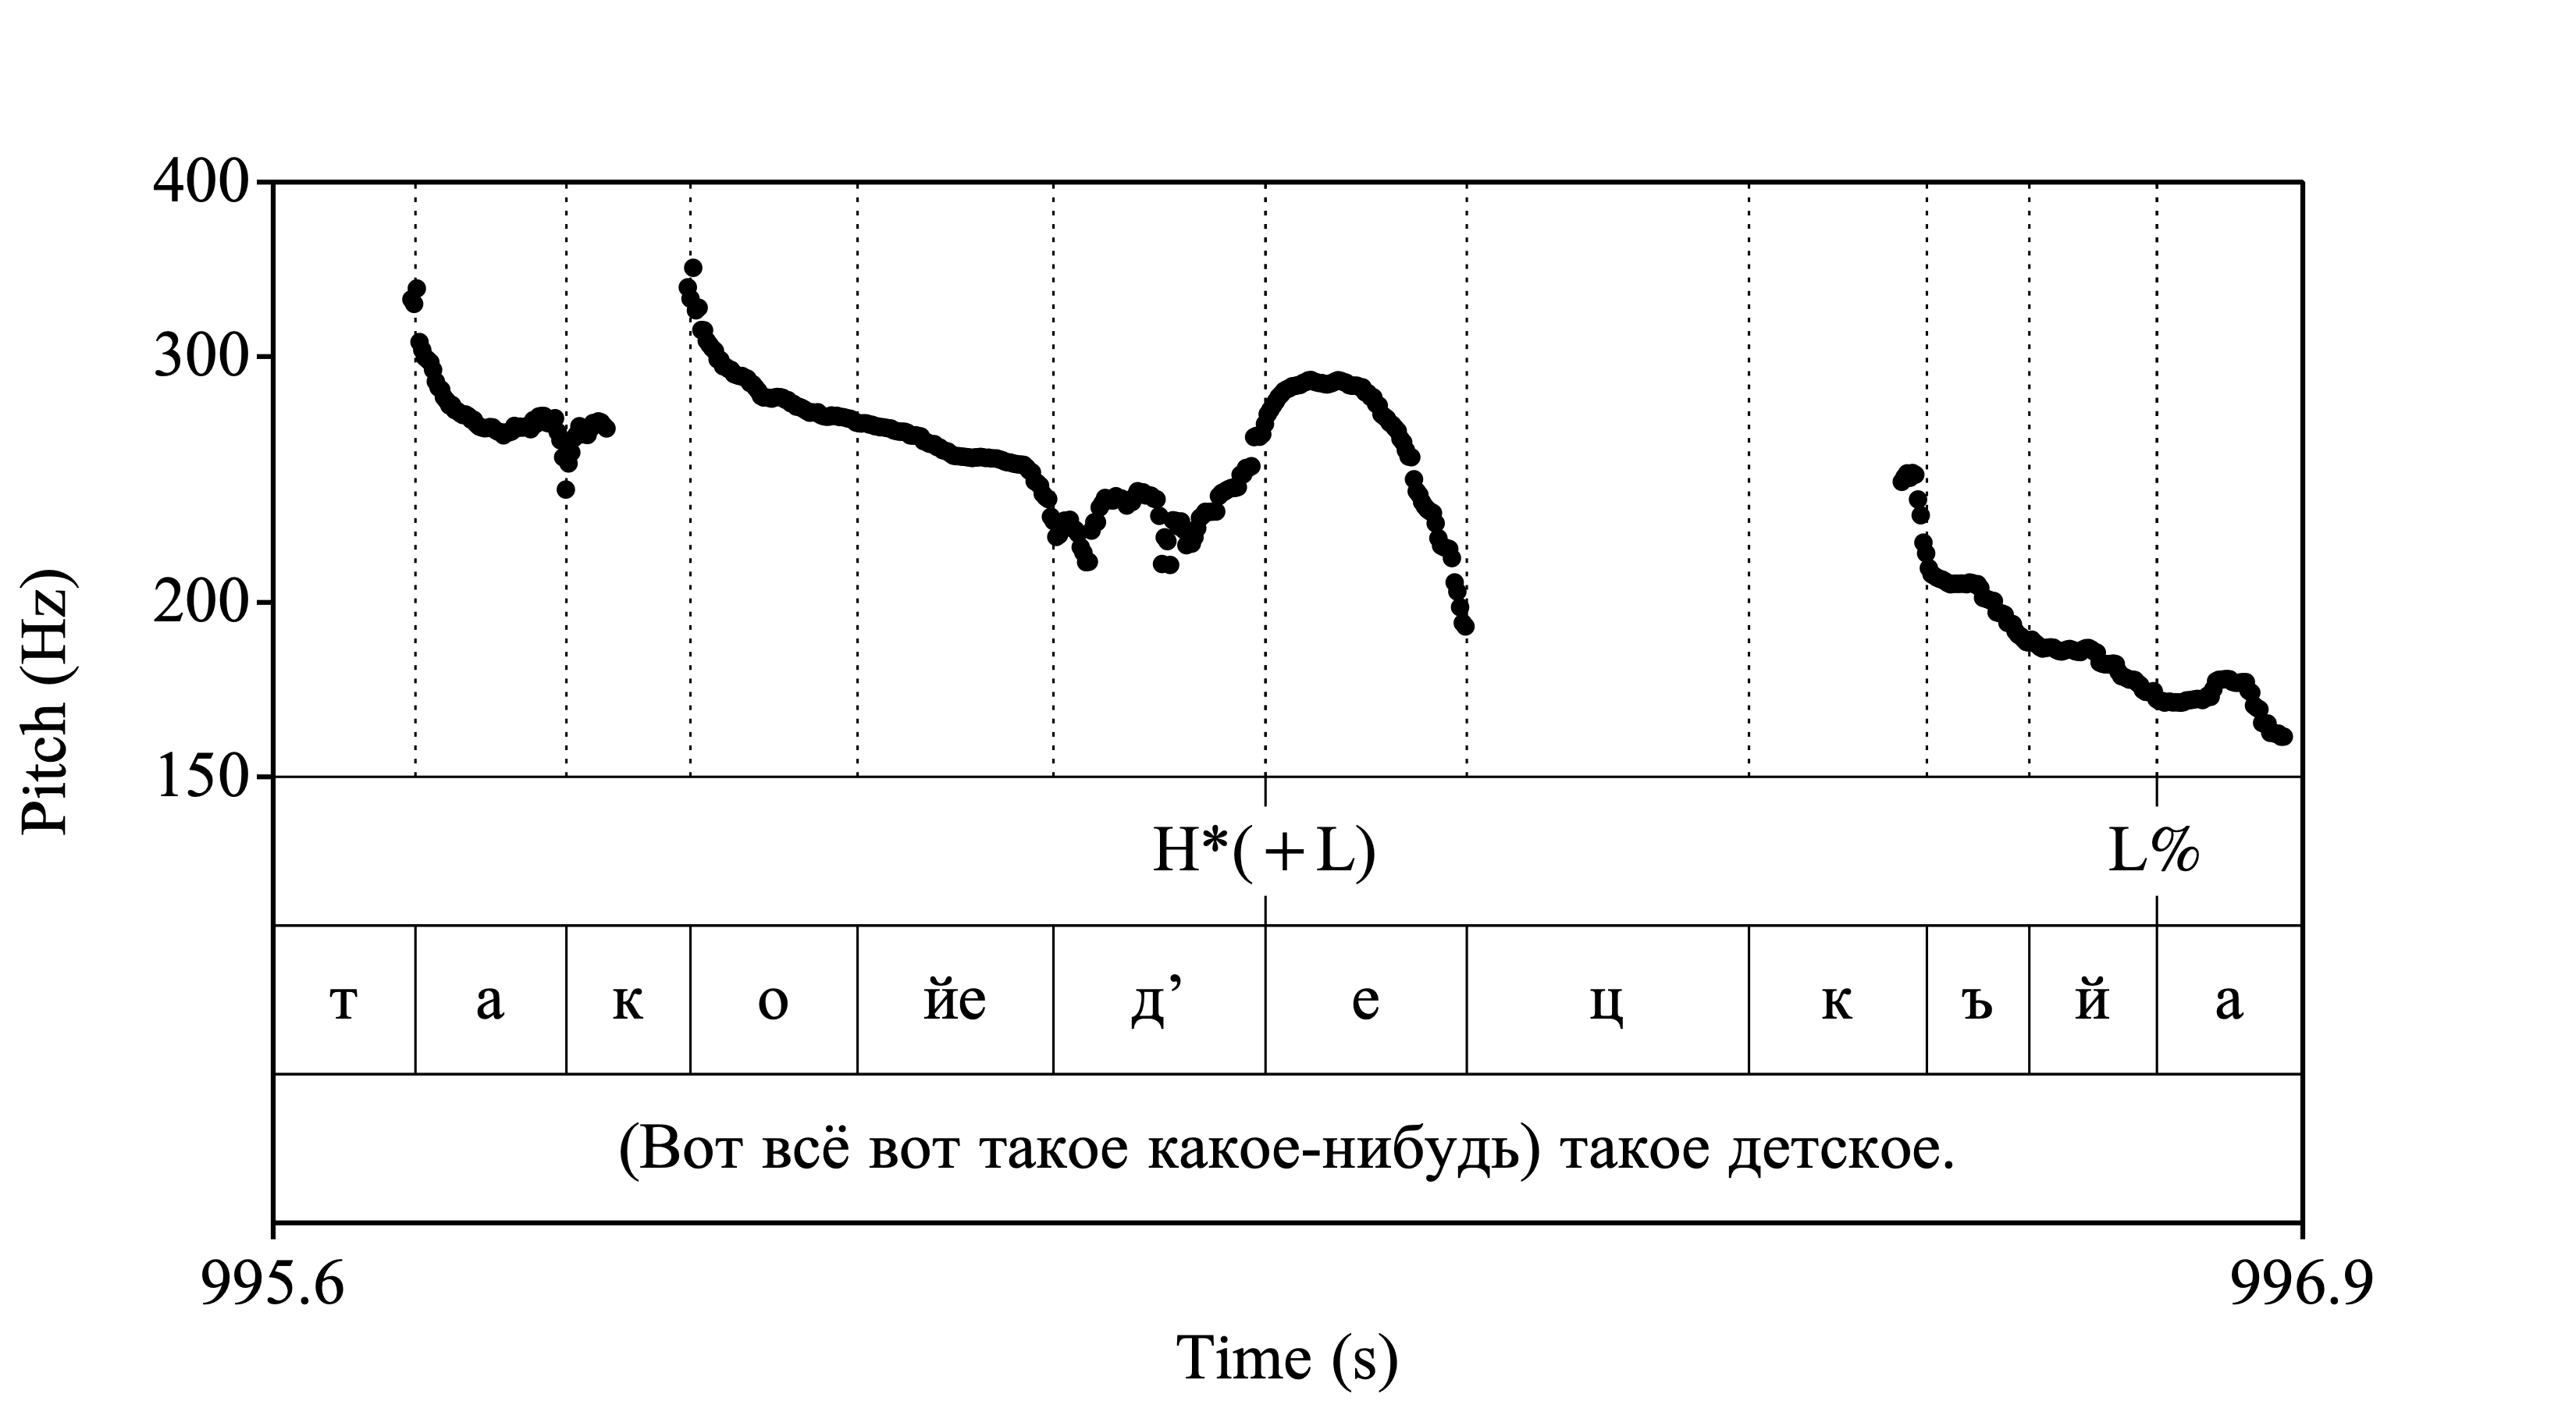 400
300
200
150
Pitch (Hz)
H*(+L) L%
т а к о йе д’ е ц к ъ й а
(Вот всё вот такое какое-нибудь) такое детское.
995.6 996.9
Time (s)